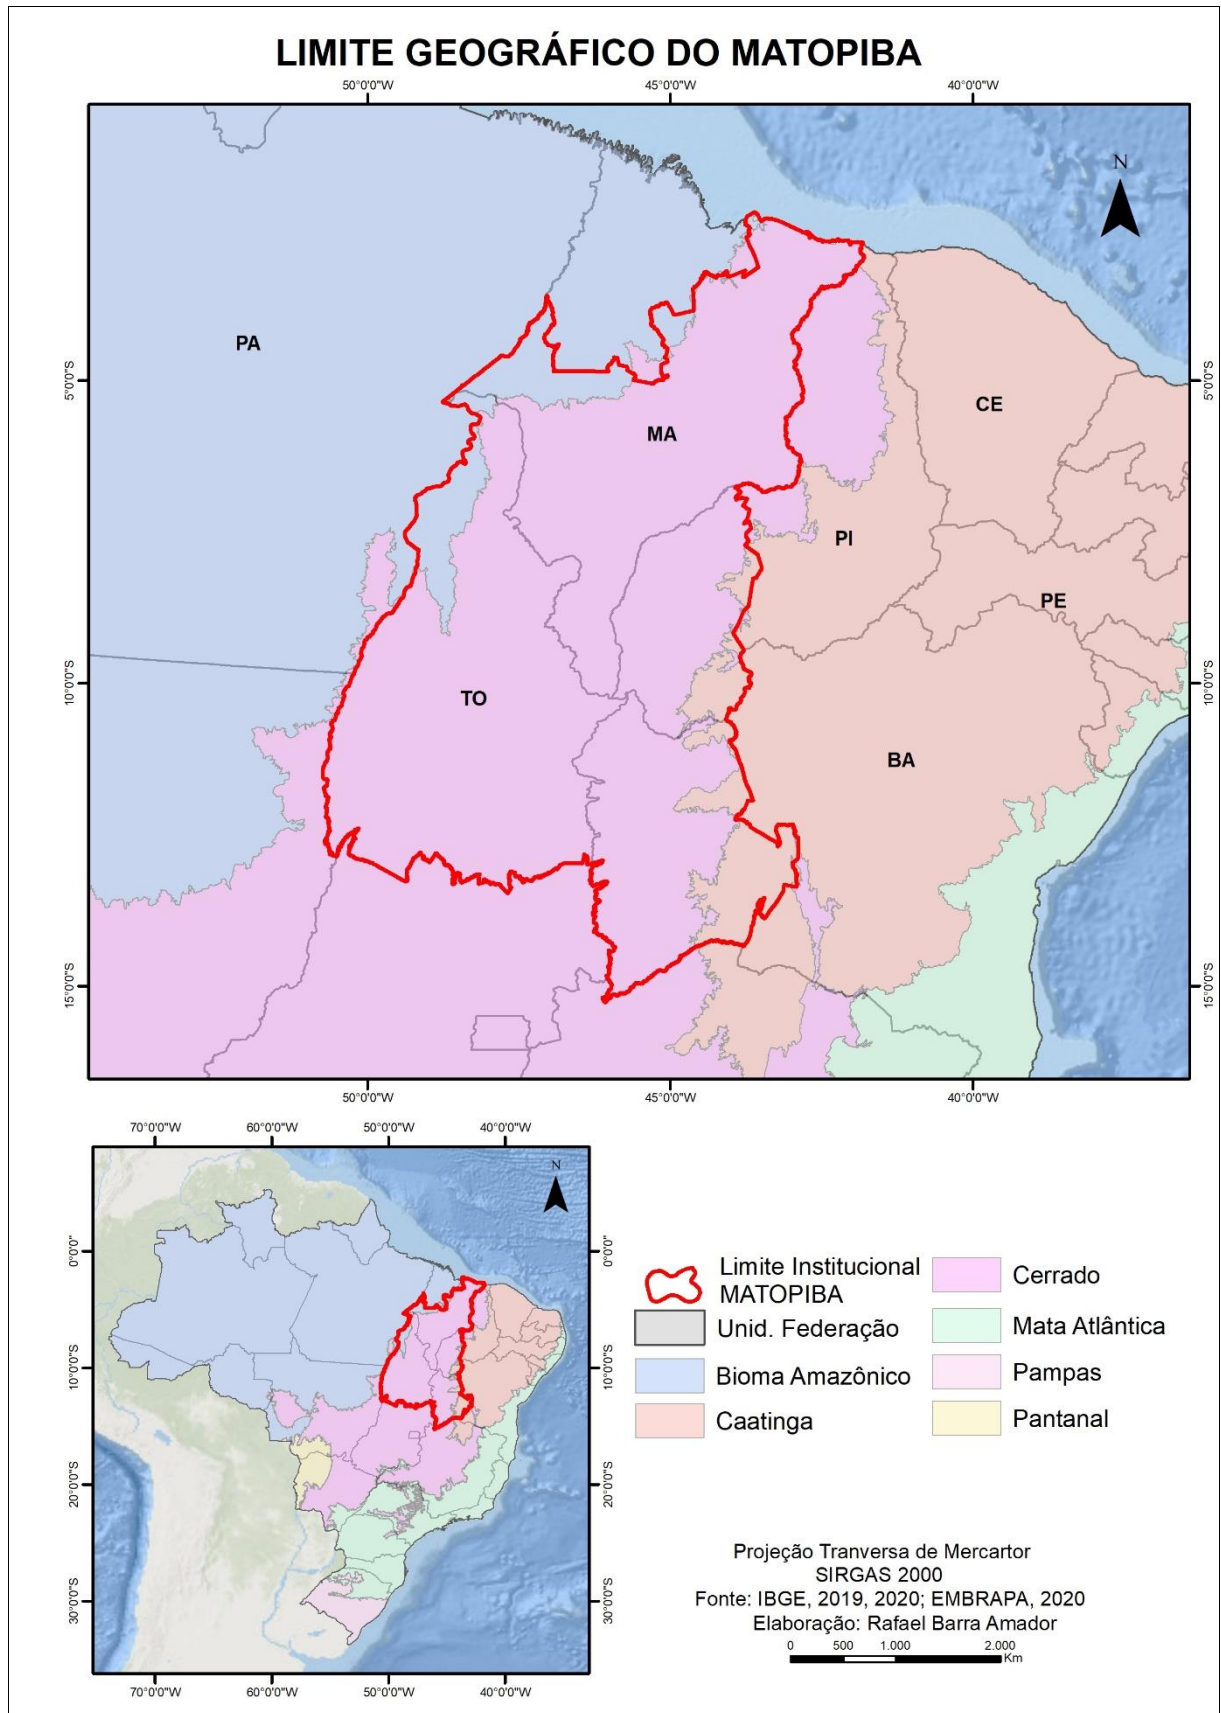 LIMITE GEOGRÁFICO DO MATOPIBA
50°0'0"W 45°0'0"W 40°0'0"W
N
PA
5°0'0"S
5°0'0"S
CE
MA
PI
PE
10°0'0"S
10°0'0"S
TO
BA
15°0'0"S
15°0'0"S
50°0'0"W 45°0'0"W 40°0'0"W
70°0'0"W 60°0'0"W 50°0'0"W 40°0'0"W
N
0°0'0"
0°0'0"
10°0'0"S
10°0'0"S
20°0'0"S
20°0'0"S
30°0'0"S
30°0'0"S
70°0'0"W 60°0'0"W 50°0'0"W 40°0'0"W
Limite Institucional
MATOPIBA
Unid. Federação
Bioma Amazônico
Caatinga
Cerrado
Mata Atlântica
Pampas
Pantanal
Projeção Tranversa de Mercartor
SIRGAS 2000
Fonte: IBGE, 2019, 2020; EMBRAPA, 2020
Elaboração: Rafael Barra Amador
0 500 1.000 2.000
Km